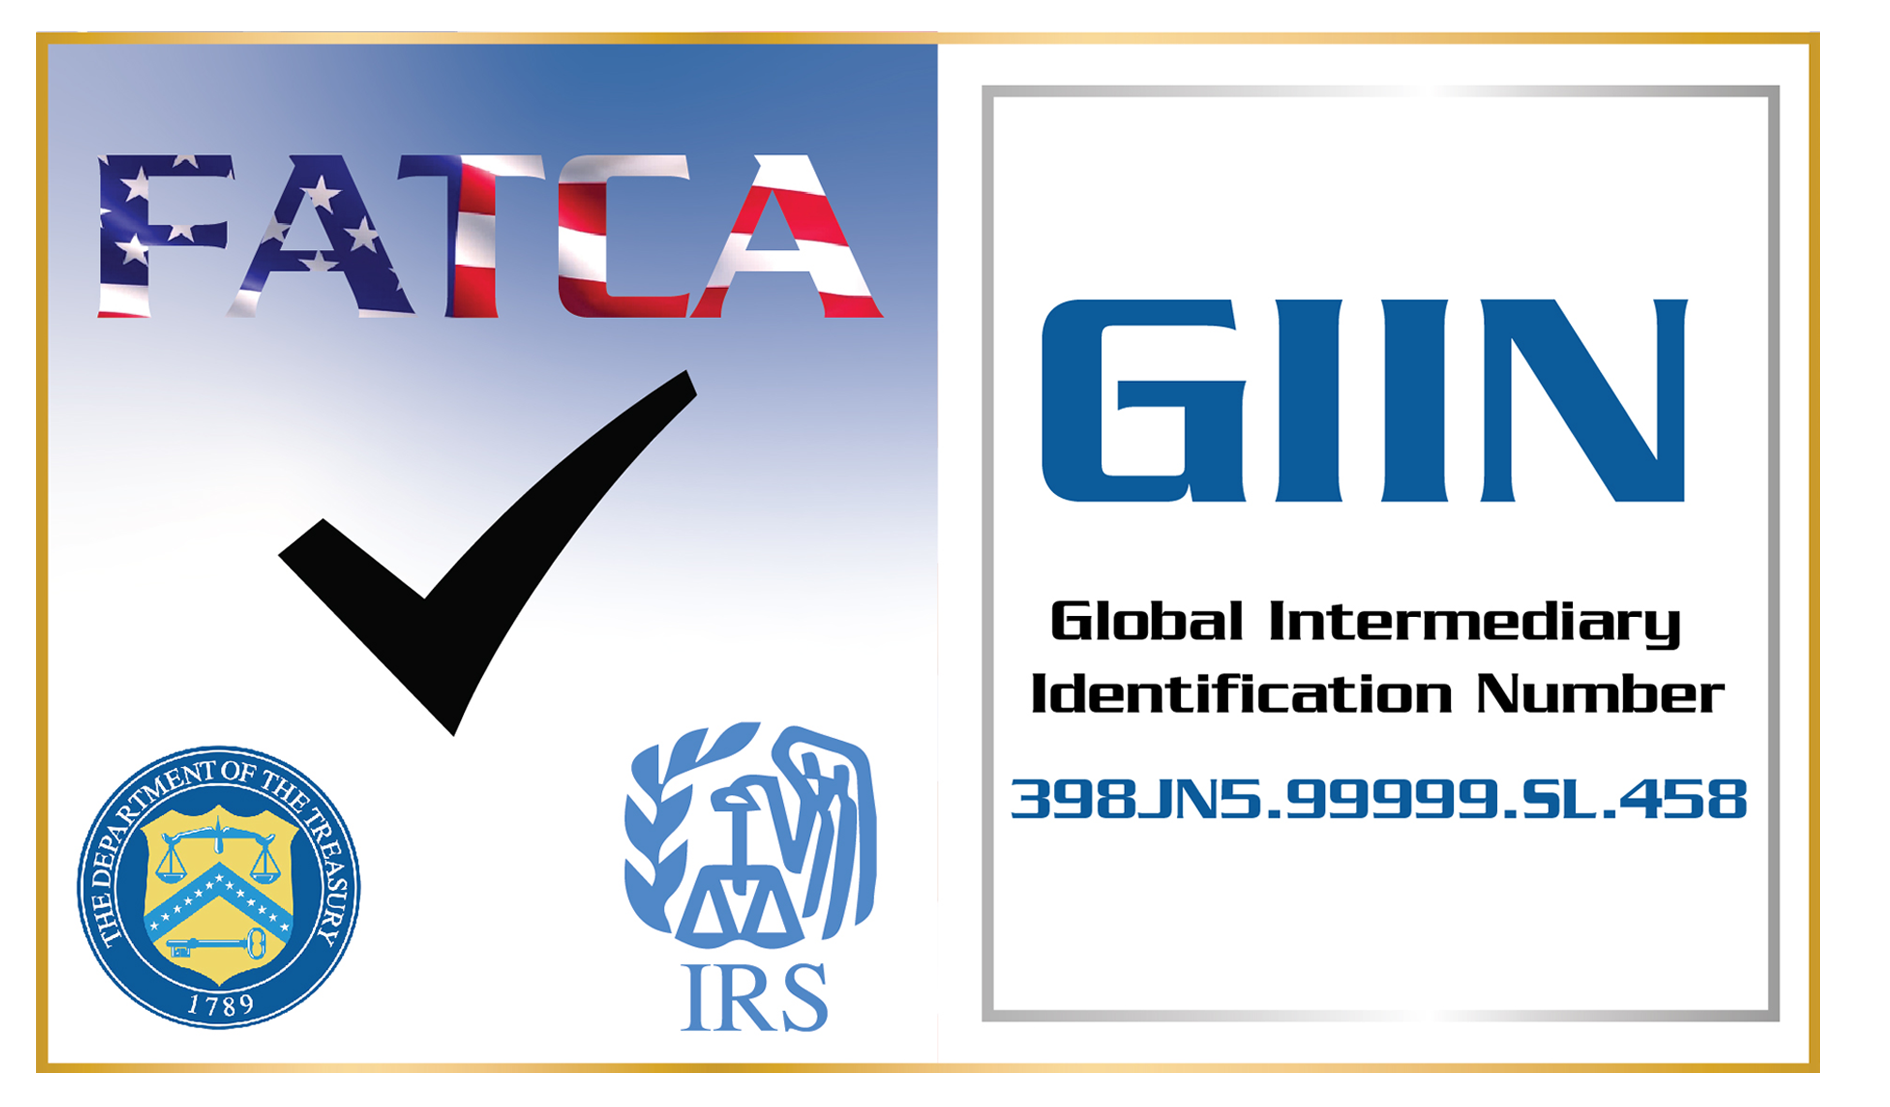 FATCA
THE DEPARTMENT OF THE TREASURY
1789
IRS
GIIN
Global Intermediary
Identification Number
398JN5.99999.SL.458